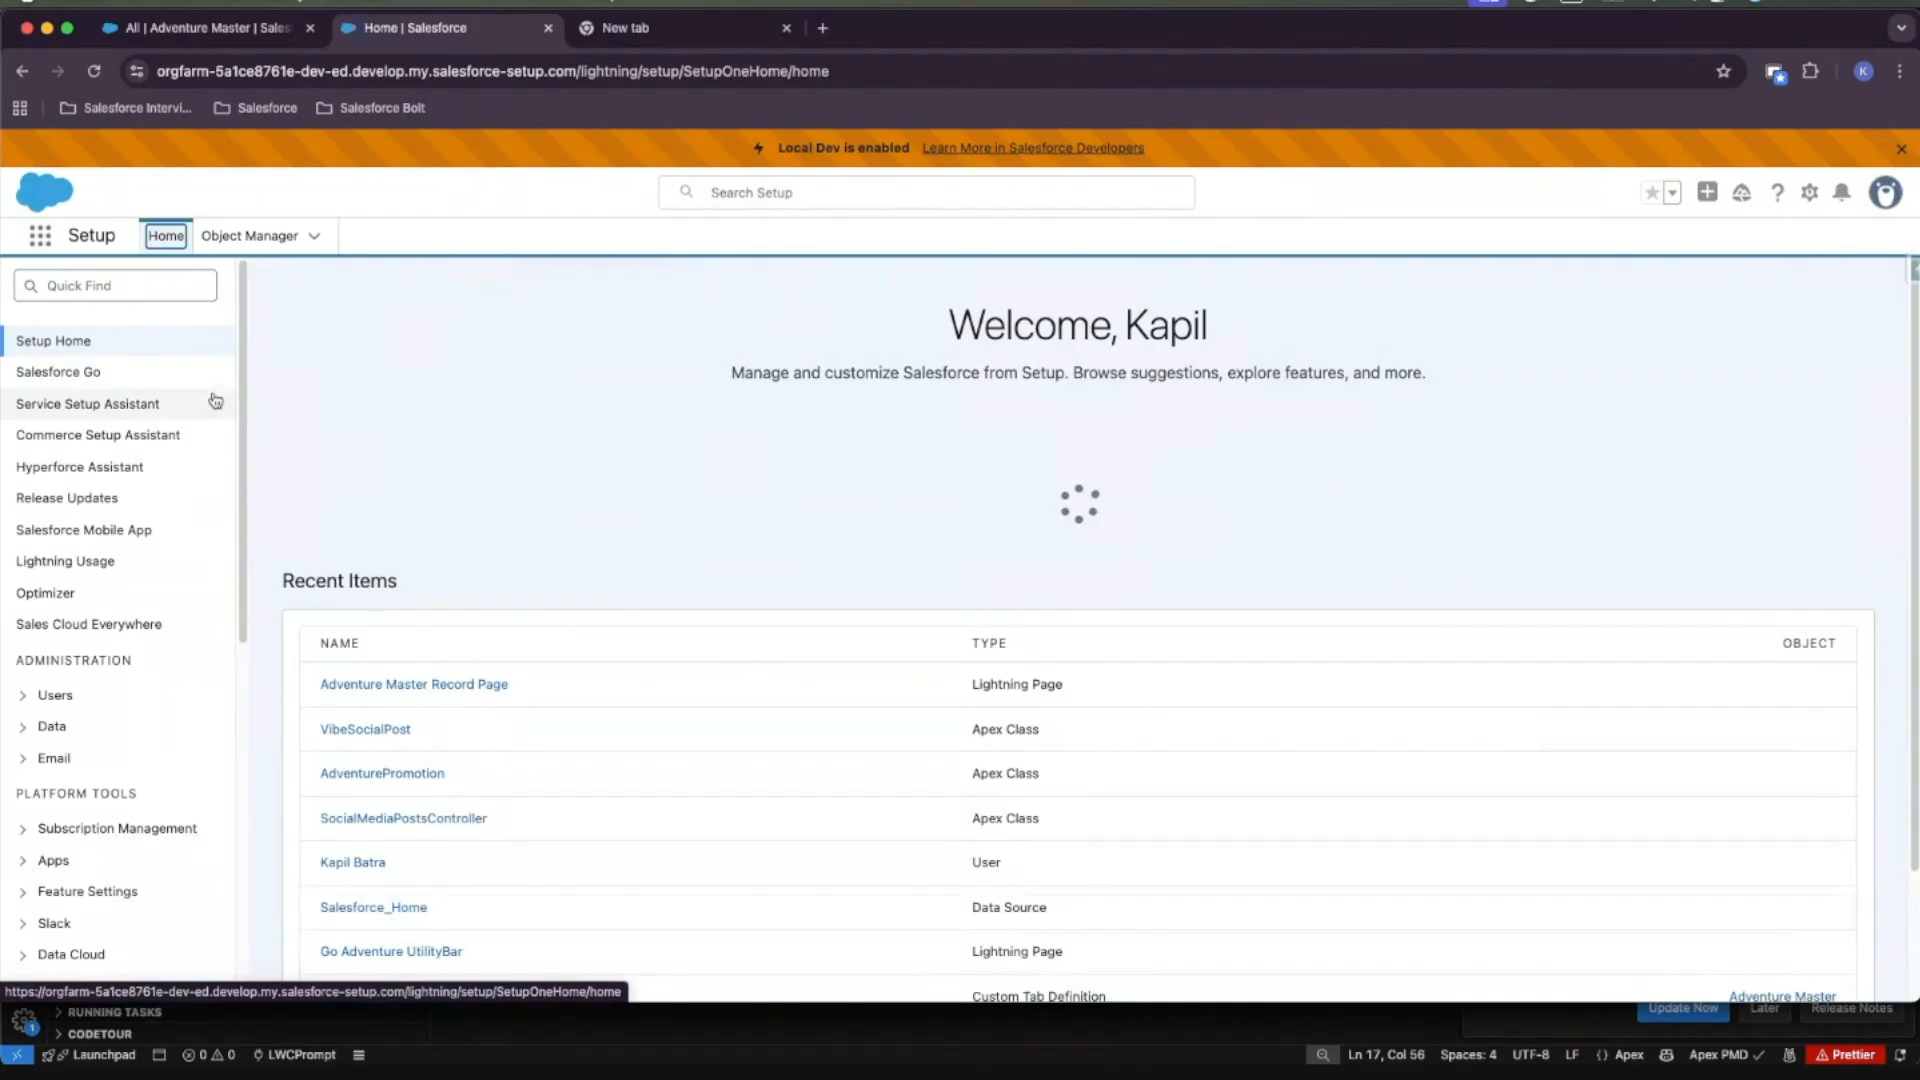 All | Adventure Master | Sales
Home | Salesforce
New tab
orgfarm-5a1ce8761e-dev-ed.develop.my.salesforce-setup.com/lightning/setup/SetupOneHome/home
K
Salesforce Intervi...
Salesforce
Salesforce Bolt
Local Dev is enabled Learn More in Salesforce Developers
Search Setup
Setup
Home
Object Manager
Quick Find
Setup Home
Salesforce Go
Service Setup Assistant
Commerce Setup Assistant
Hyperforce Assistant
Release Updates
Salesforce Mobile App
Lightning Usage
Optimizer
Sales Cloud Everywhere
ADMINISTRATION
Users
Data
Email
PLATFORM TOOLS
Subscription Management
Apps
Feature Settings
Slack
Data Cloud
Welcome, Kapil
Manage and customize Salesforce from Setup. Browse suggestions, explore features, and more.
Recent Items
NAME TYPE OBJECT
Adventure Master Record Page Lightning Page
VibeSocialPost Apex Class
AdventurePromotion Apex Class
SocialMediaPostsController Apex Class
Kapil Batra User
Salesforce_Home Data Source
Go Adventure UtilityBar Lightning Page
Custom Tab Definition Adventure Master
https://orgfarm-5a1ce8761e-dev-ed.develop.my.salesforce-setup.com/lightning/setup/SetupOneHome/home
RUNNING TASKS
CODETOUR
1
Update Now Later Release Notes
Launchpad 0 0 LWCPrompt Ln 17, Col 56 Spaces: 4 UTF-8 LF {} Apex Apex PMD Prettier